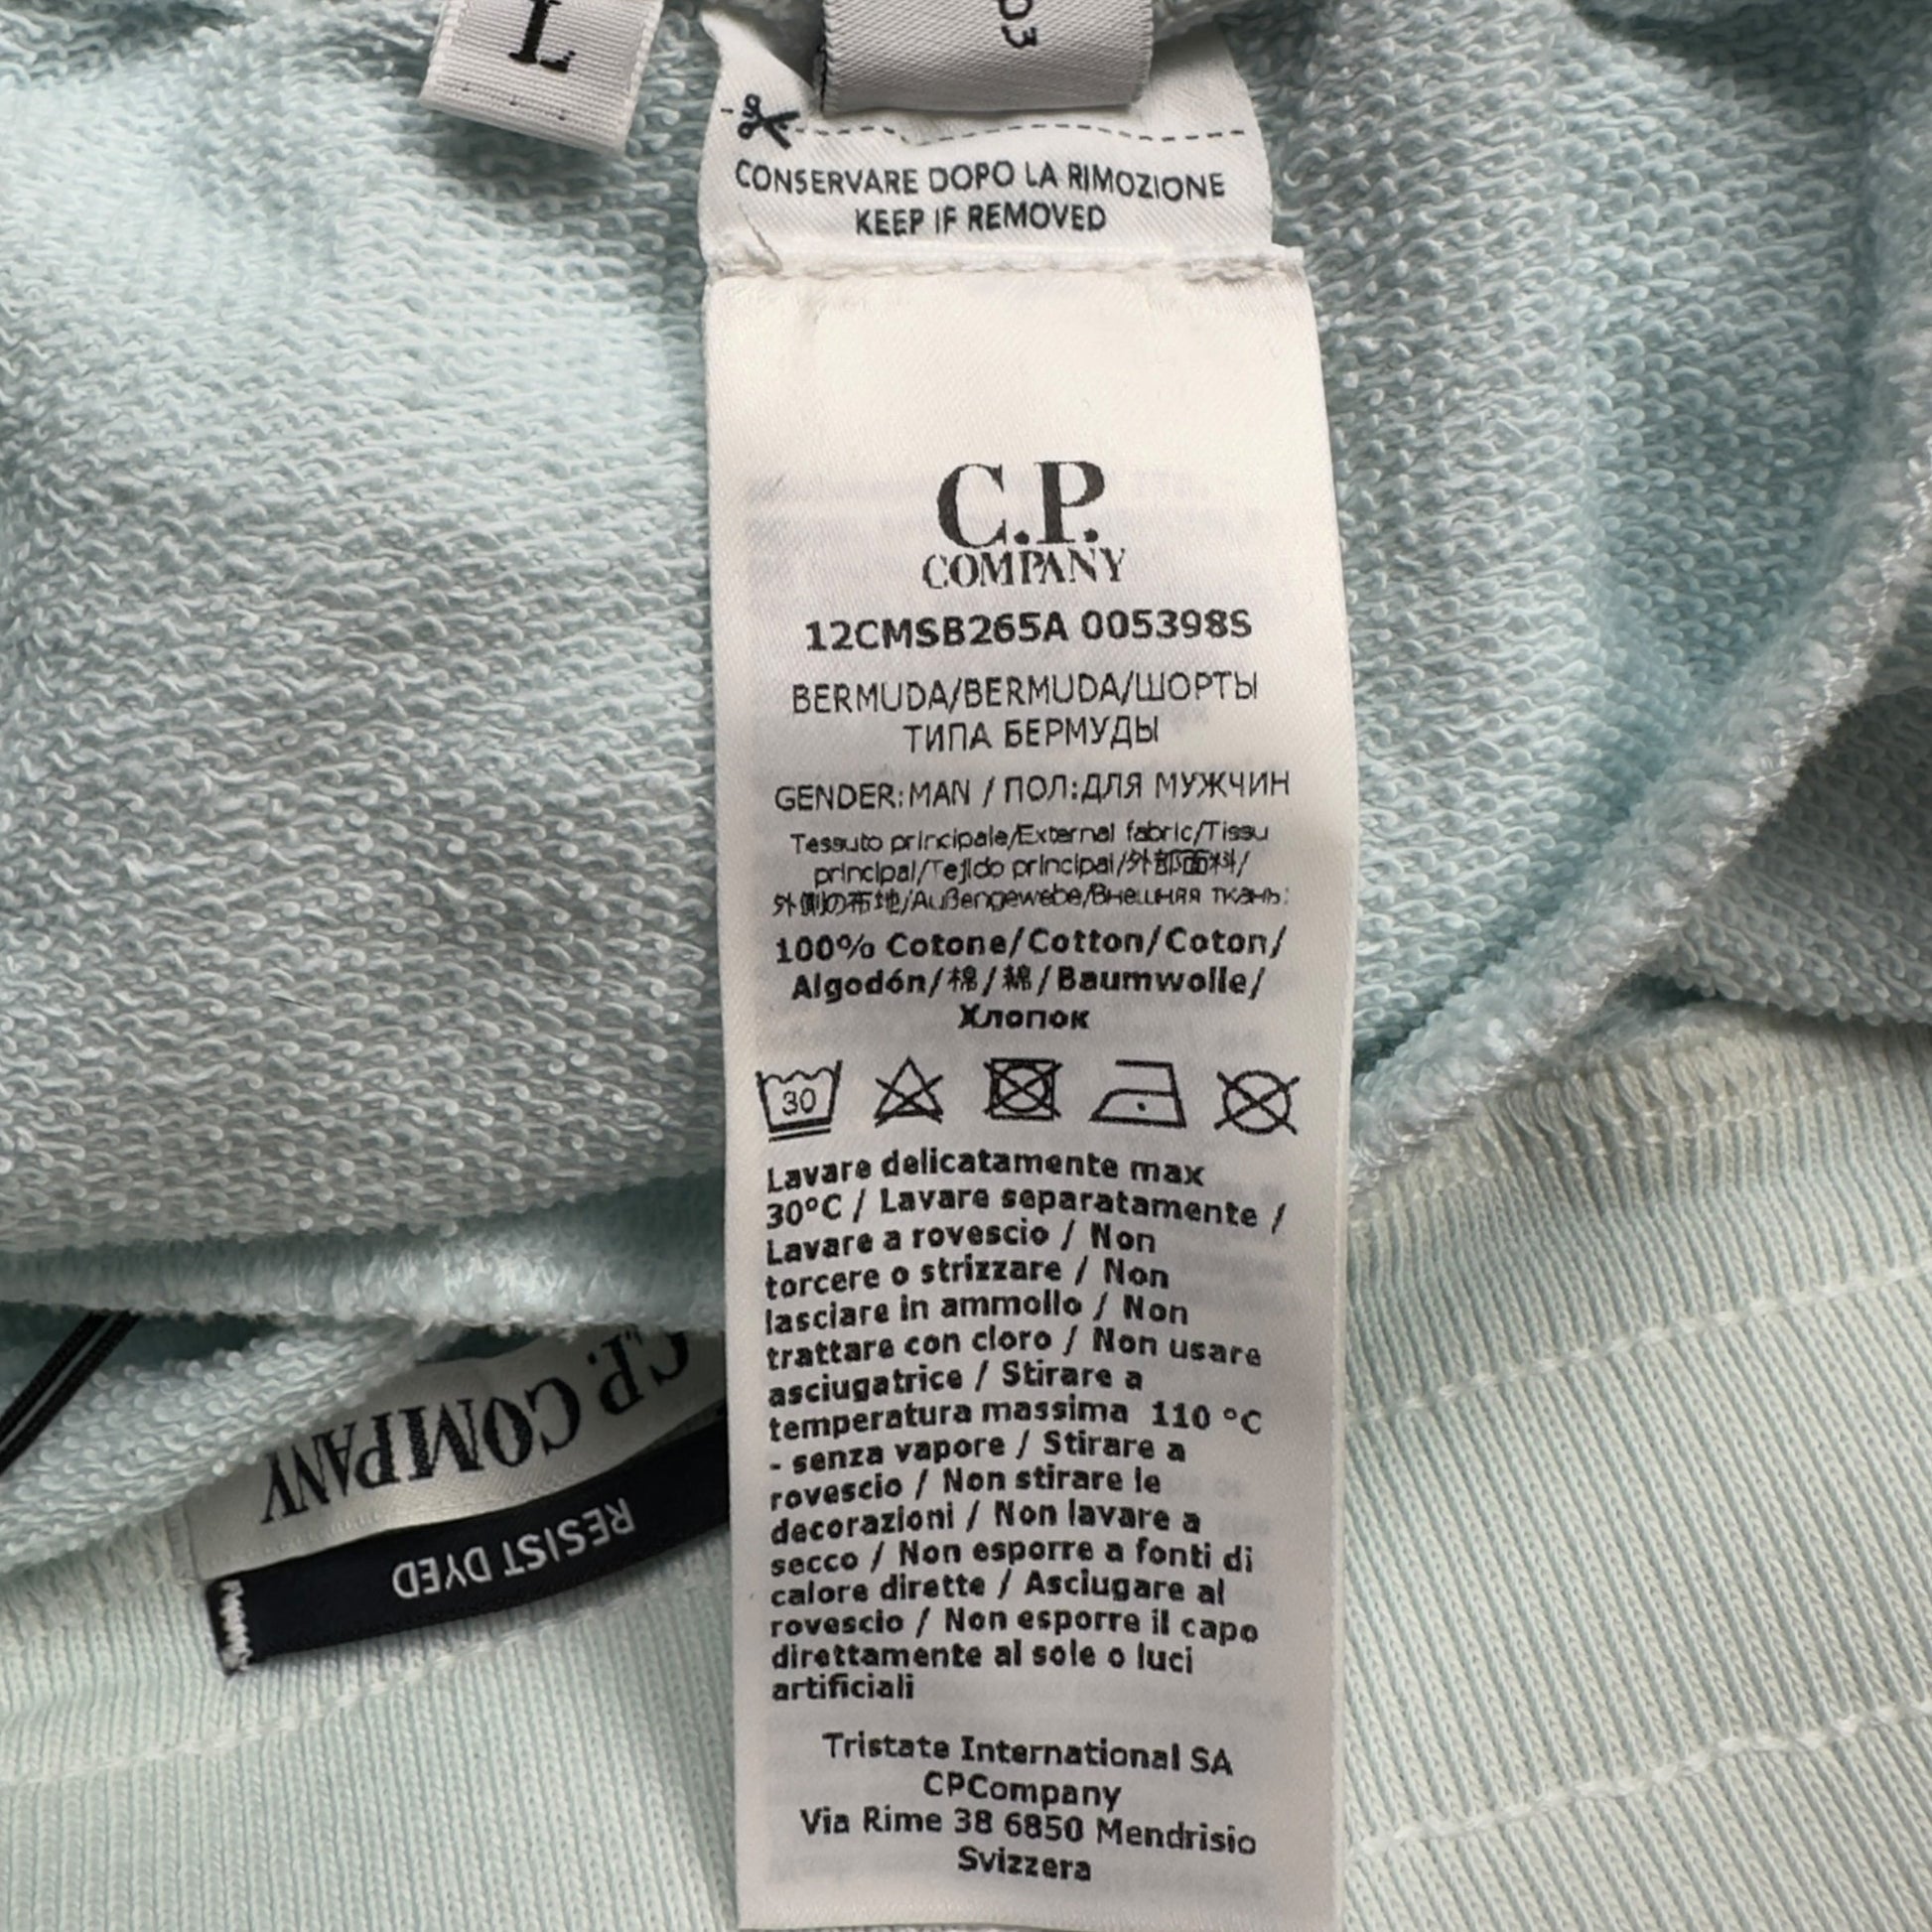 L
03
CONSERVARE DOPO LA RIMOZIONE
KEEP IF REMOVED
C.P.
COMPANY
12CMSB265A 005398S
BERMUDA/BERMUDA/ШОРТЫ
ТИПА БЕРМУДЫ
GENDER:MAN / ПОЛ:ДЛЯ МУЖЧИН
Tessuto principale/External fabric/Tissu
principal/Tejido principal/外部面料/
外側の布地/Außengewebe/Внешняя ткань:
100% Cotone/Cotton/Coton/
Algodón/棉/綿/Baumwolle/
Хлопок
30
Lavare delicatamente max
30°C / Lavare separatamente /
Lavare a rovescio / Non
torcere o strizzare / Non
lasciare in ammollo / Non
trattare con cloro / Non usare
asciugatrice / Stirare a
temperatura massima 110 °C
- senza vapore / Stirare a
rovescio / Non stirare le
decorazioni / Non lavare a
secco / Non esporre a fonti di
calore dirette / Asciugare al
rovescio / Non esporre il capo
direttamente al sole o luci
artificiali
Tristate International SA
CPCompany
Via Rime 38 6850 Mendrisio
Svizzera
C.P. COMPANY
RESIST DYED